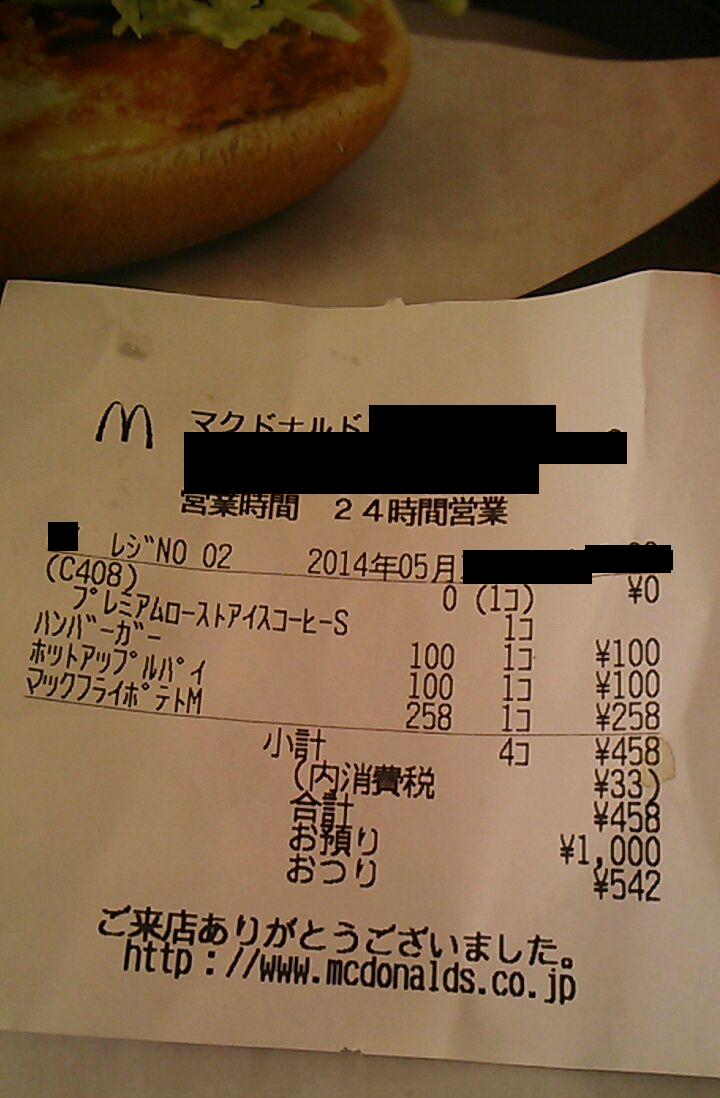 マクドナルド
営業時間 24時間営業
レジNO 02 2014年05月
(C408) 0 (1コ) ¥0
プレミアムローストアイスコーヒーS 1コ
ハンバーガー 100 1コ ¥100
ホットアップルパイ 100 1コ ¥100
マックフライポテトM 258 1コ ¥258
小計 4コ ¥458
(内消費税 ¥33)
合計 ¥458
お預り ¥1,000
おつり ¥542
ご来店ありがとうございました。
http://www.mcdonalds.co.jp